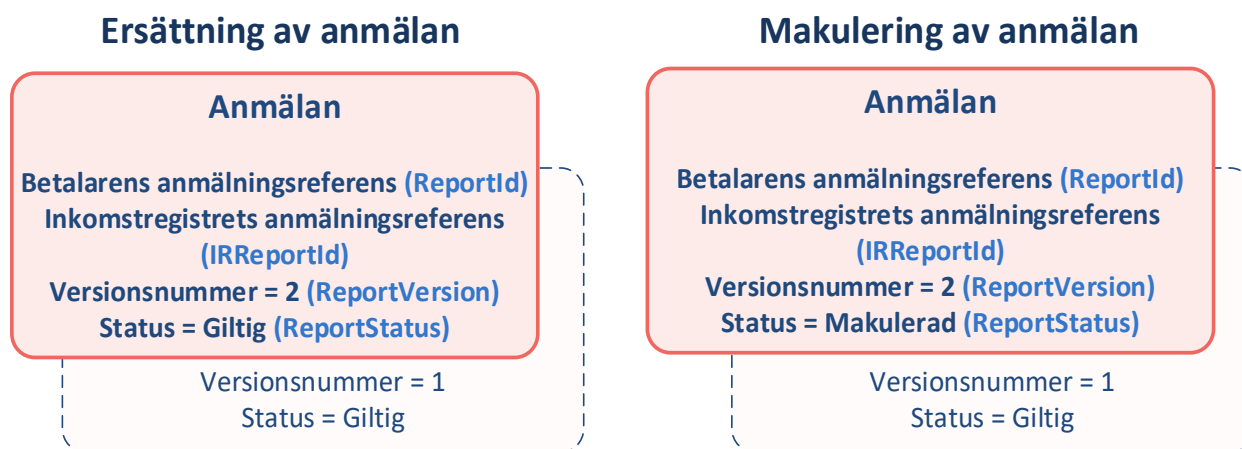 Ersättning av anmälan
Anmälan
Betalarens anmälningsreferens (ReportId)
Inkomstregistrets anmälningsreferens
(IRReportId)
Versionsnummer = 2 (ReportVersion)
Status = Giltig (ReportStatus)
Versionsnummer = 1
Status = Giltig
Makulering av anmälan
Anmälan
Betalarens anmälningsreferens (ReportId)
Inkomstregistrets anmälningsreferens
(IRReportId)
Versionsnummer = 2 (ReportVersion)
Status = Makulerad (ReportStatus)
Versionsnummer = 1
Status = Giltig